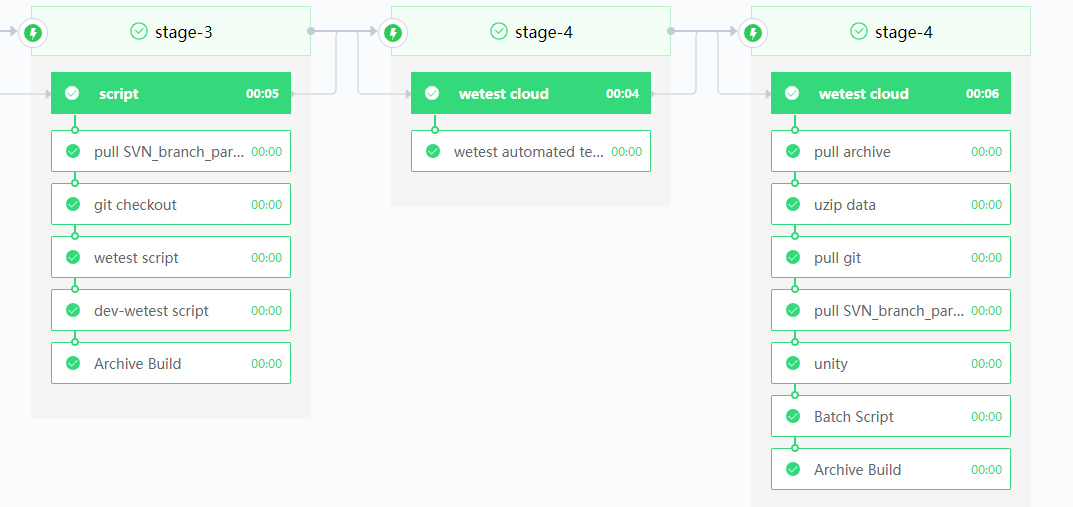 stage-3
script 00:05
pull SVN_branch_par... 00:00
git checkout 00:00
wetest script 00:00
dev-wetest script 00:00
Archive Build 00:00
stage-4
wetest cloud 00:04
wetest automated te... 00:00
stage-4
wetest cloud 00:06
pull archive 00:00
uzip data 00:00
pull git 00:00
pull SVN_branch_par... 00:00
unity 00:00
Batch Script 00:00
Archive Build 00:00